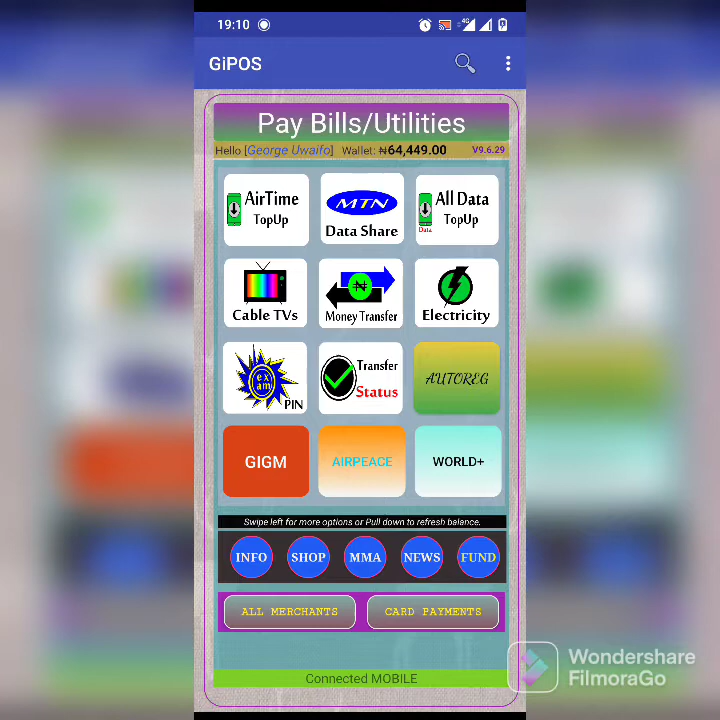 19:10
4G
GiPOS
Pay Bills/Utilities
Hello [George Uwaifo] Wallet: ₦64,449.00 V9.6.29
AirTime
TopUp
MTN
Data Share
All Data
TopUp
Data
Cable TVs
₦
Money Transfer
Electricity
exam
PIN
Transfer
Status
AUTOREG
GIGM
AIRPEACE
WORLD+
Swipe left for more options or Pull down to refresh balance.
INFO SHOP MMA NEWS FUND
ALL MERCHANTS CARD PAYMENTS
Connected MOBILE
Wondershare
FilmoraGo